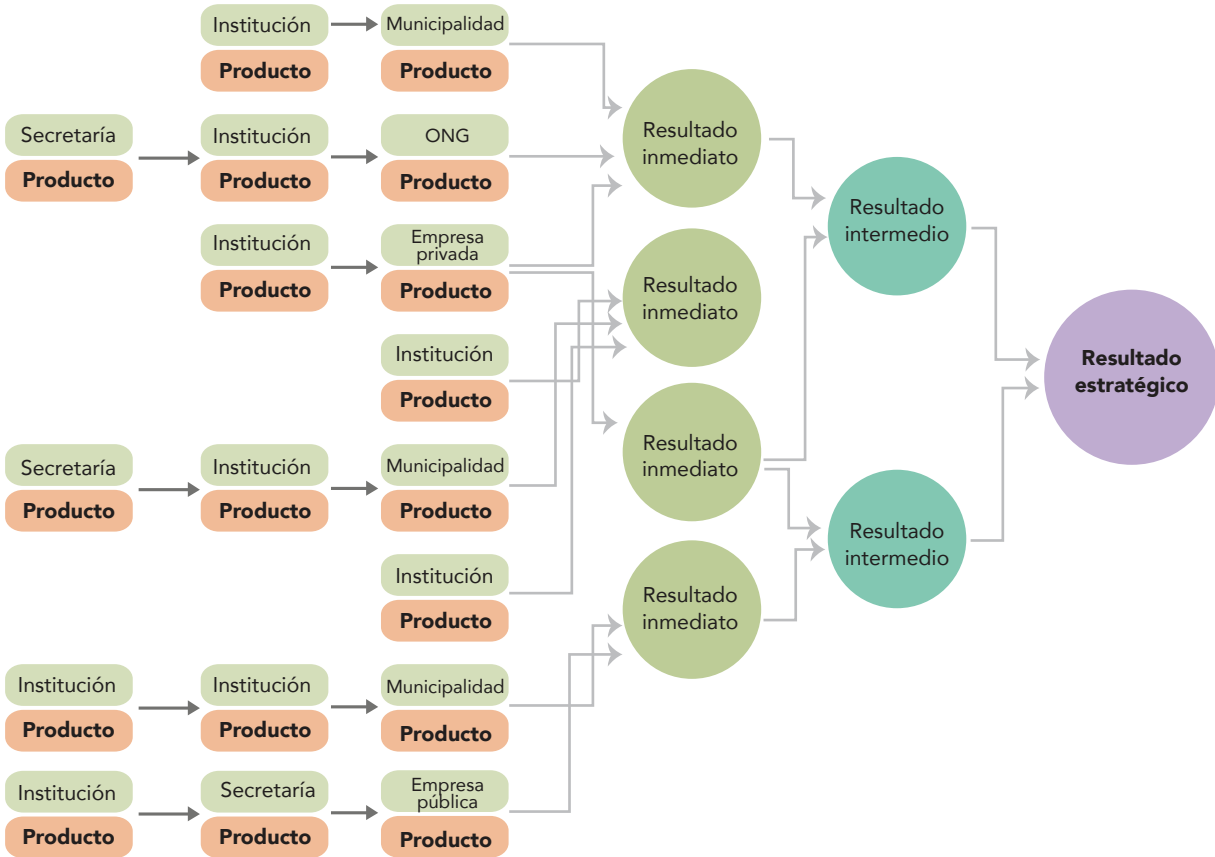 Institución
Municipalidad
Producto
Producto
Secretaría
Institución
ONG
Producto
Producto
Producto
Institución
Empresa
privada
Producto
Producto
Institución
Producto
Secretaría
Institución
Municipalidad
Producto
Producto
Producto
Institución
Producto
Institución
Institución
Municipalidad
Producto
Producto
Producto
Institución
Secretaría
Empresa
pública
Producto
Producto
Producto
Resultado
inmediato
Resultado
inmediato
Resultado
inmediato
Resultado
inmediato
Resultado
intermedio
Resultado
intermedio
Resultado
estratégico